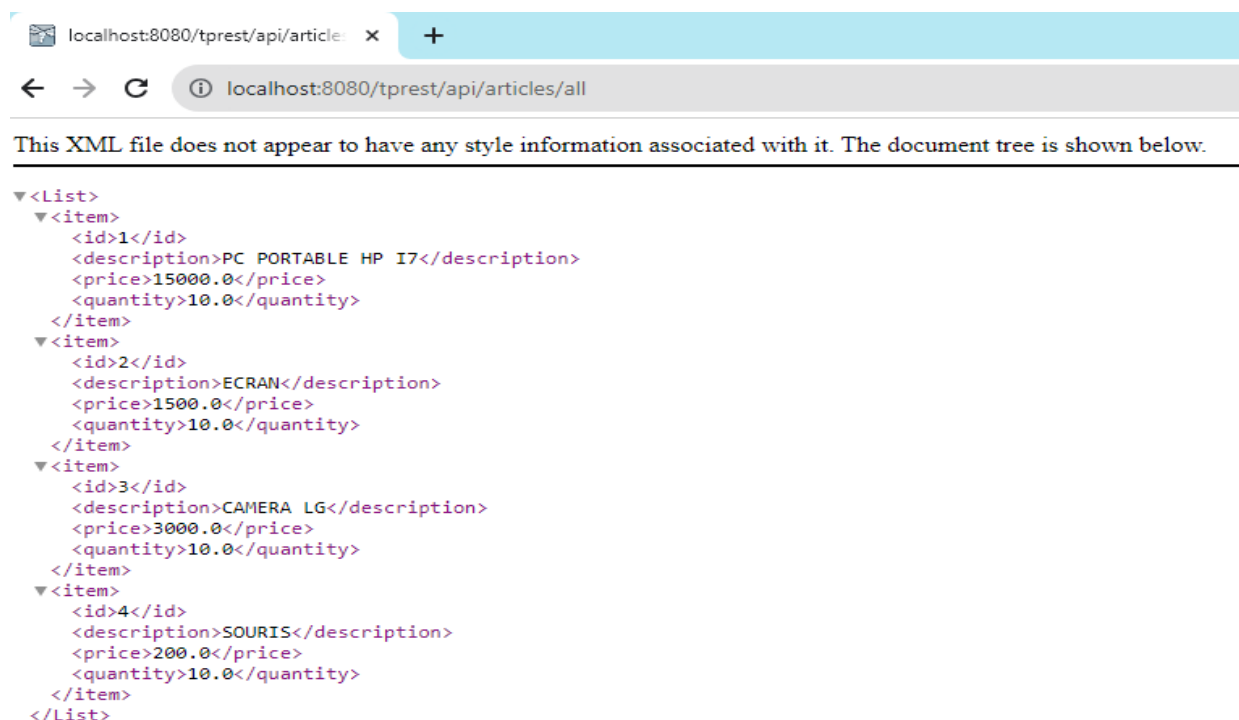 localhost:8080/tprest/api/article
localhost:8080/tprest/api/articles/all
This XML file does not appear to have any style information associated with it. The document tree is shown below.
▼<List>
▼<item>
<id>1</id>
<description>PC PORTABLE HP I7</description>
<price>15000.0</price>
<quantity>10.0</quantity>
</item>
▼<item>
<id>2</id>
<description>ECRAN</description>
<price>1500.0</price>
<quantity>10.0</quantity>
</item>
▼<item>
<id>3</id>
<description>CAMERA LG</description>
<price>3000.0</price>
<quantity>10.0</quantity>
</item>
▼<item>
<id>4</id>
<description>SOURIS</description>
<price>200.0</price>
<quantity>10.0</quantity>
</item>
</List>